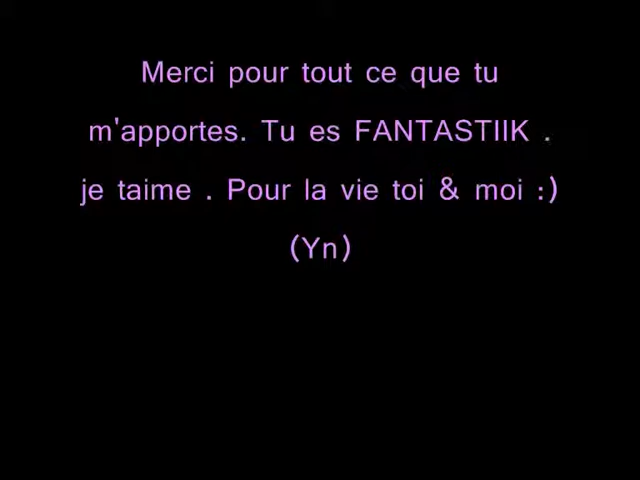 Merci pour tout ce que tu
m'apportes. Tu es FANTASTIIK .
je taime . Pour la vie toi & moi :)
(Yn)